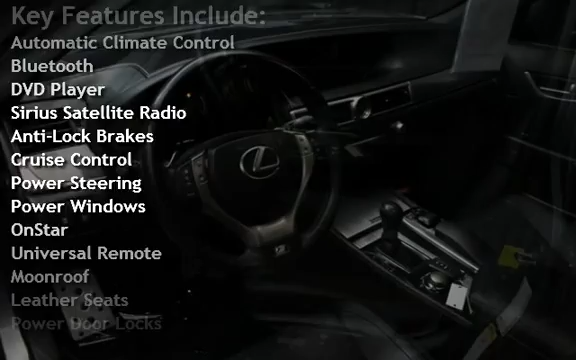 Key Features Include:
Automatic Climate Control
Bluetooth
DVD Player
Sirius Satellite Radio
Anti-Lock Brakes
Cruise Control
Power Steering
Power Windows
OnStar
Universal Remote
Moonroof
Leather Seats
Power Door Locks